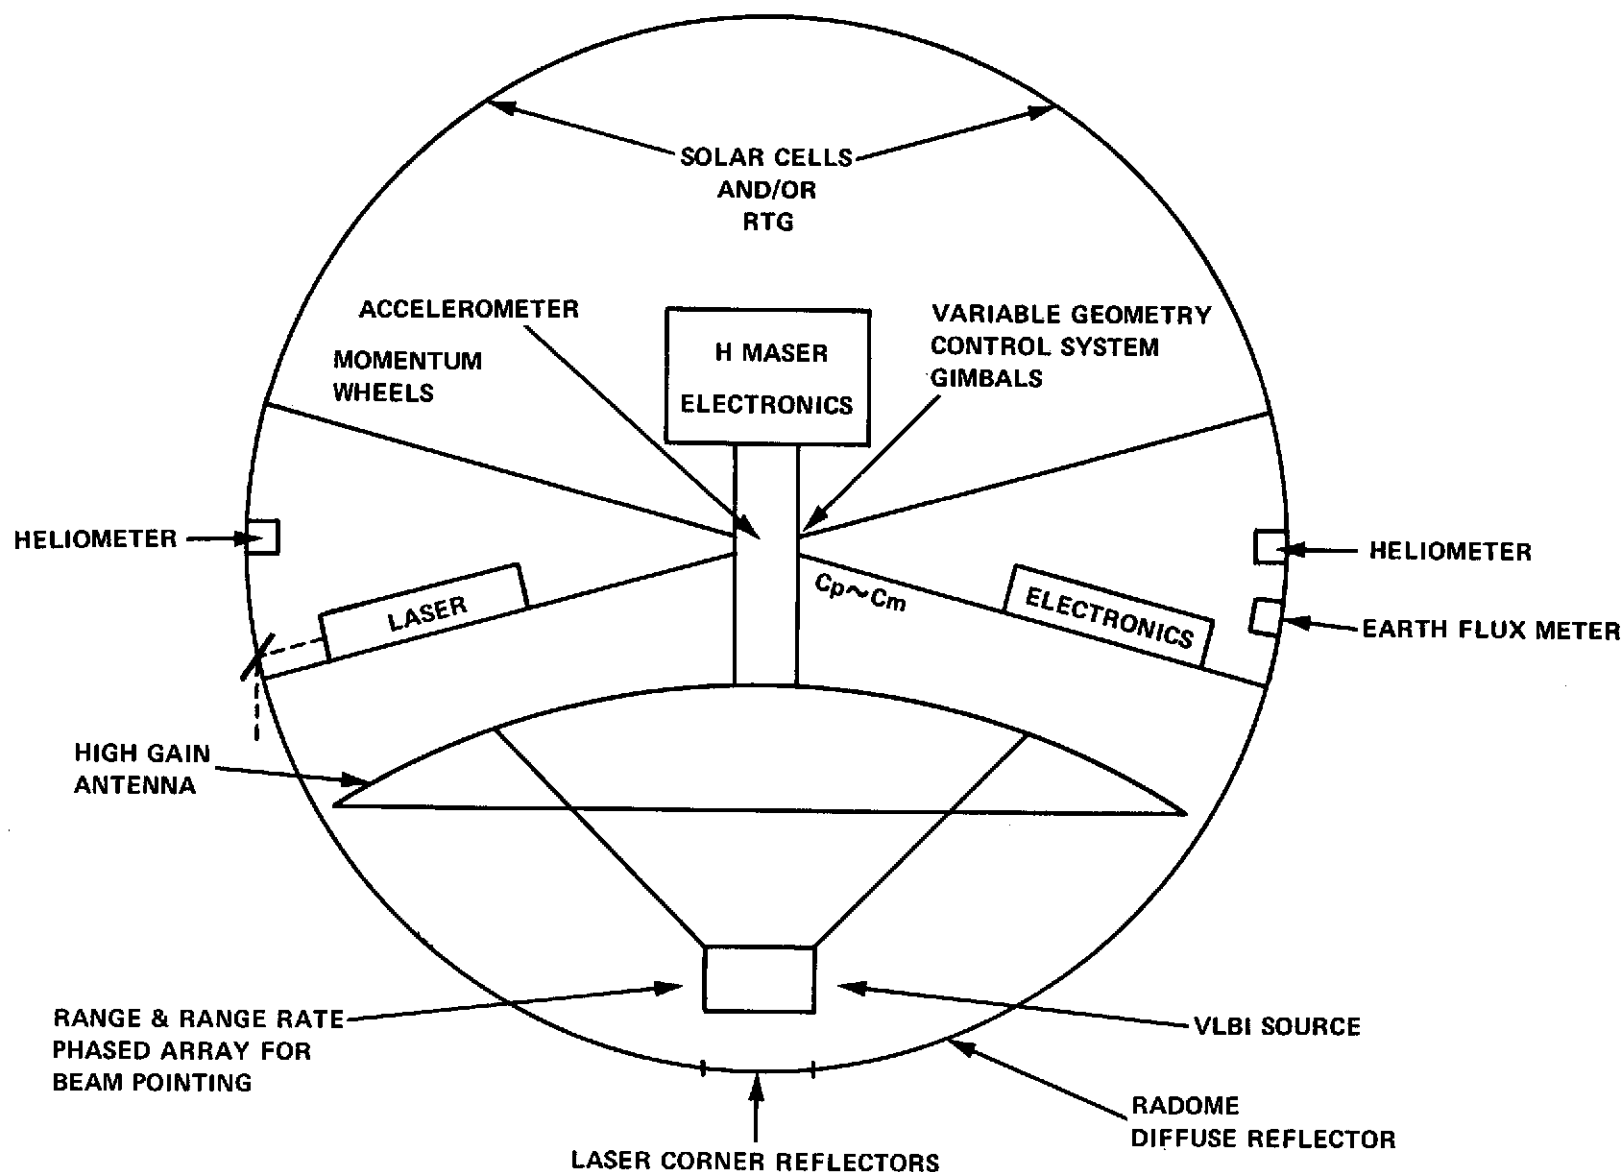 SOLAR CELLS
AND/OR
RTG
ACCELEROMETER
MOMENTUM
WHEELS
H MASER
ELECTRONICS
VARIABLE GEOMETRY
CONTROL SYSTEM
GIMBALS
HELIOMETER
HELIOMETER
LASER
Cp~Cm
ELECTRONICS
EARTH FLUX METER
HIGH GAIN
ANTENNA
RANGE & RANGE RATE
PHASED ARRAY FOR
BEAM POINTING
VLBI SOURCE
RADOME
DIFFUSE REFLECTOR
LASER CORNER REFLECTORS